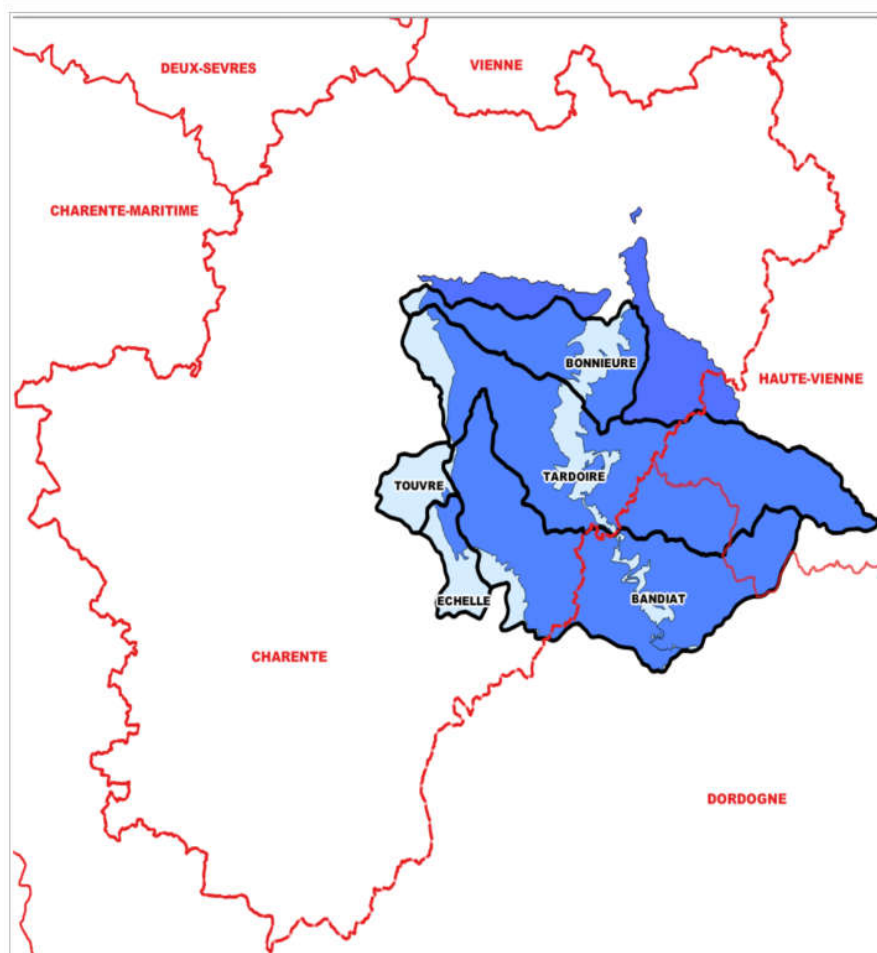 DEUX-SEVRES
VIENNE
CHARENTE-MARITIME
BONNIEURE
HAUTE-VIENNE
TOUVRE
TARDOIRE
ECHELLE
BANDIAT
CHARENTE
DORDOGNE